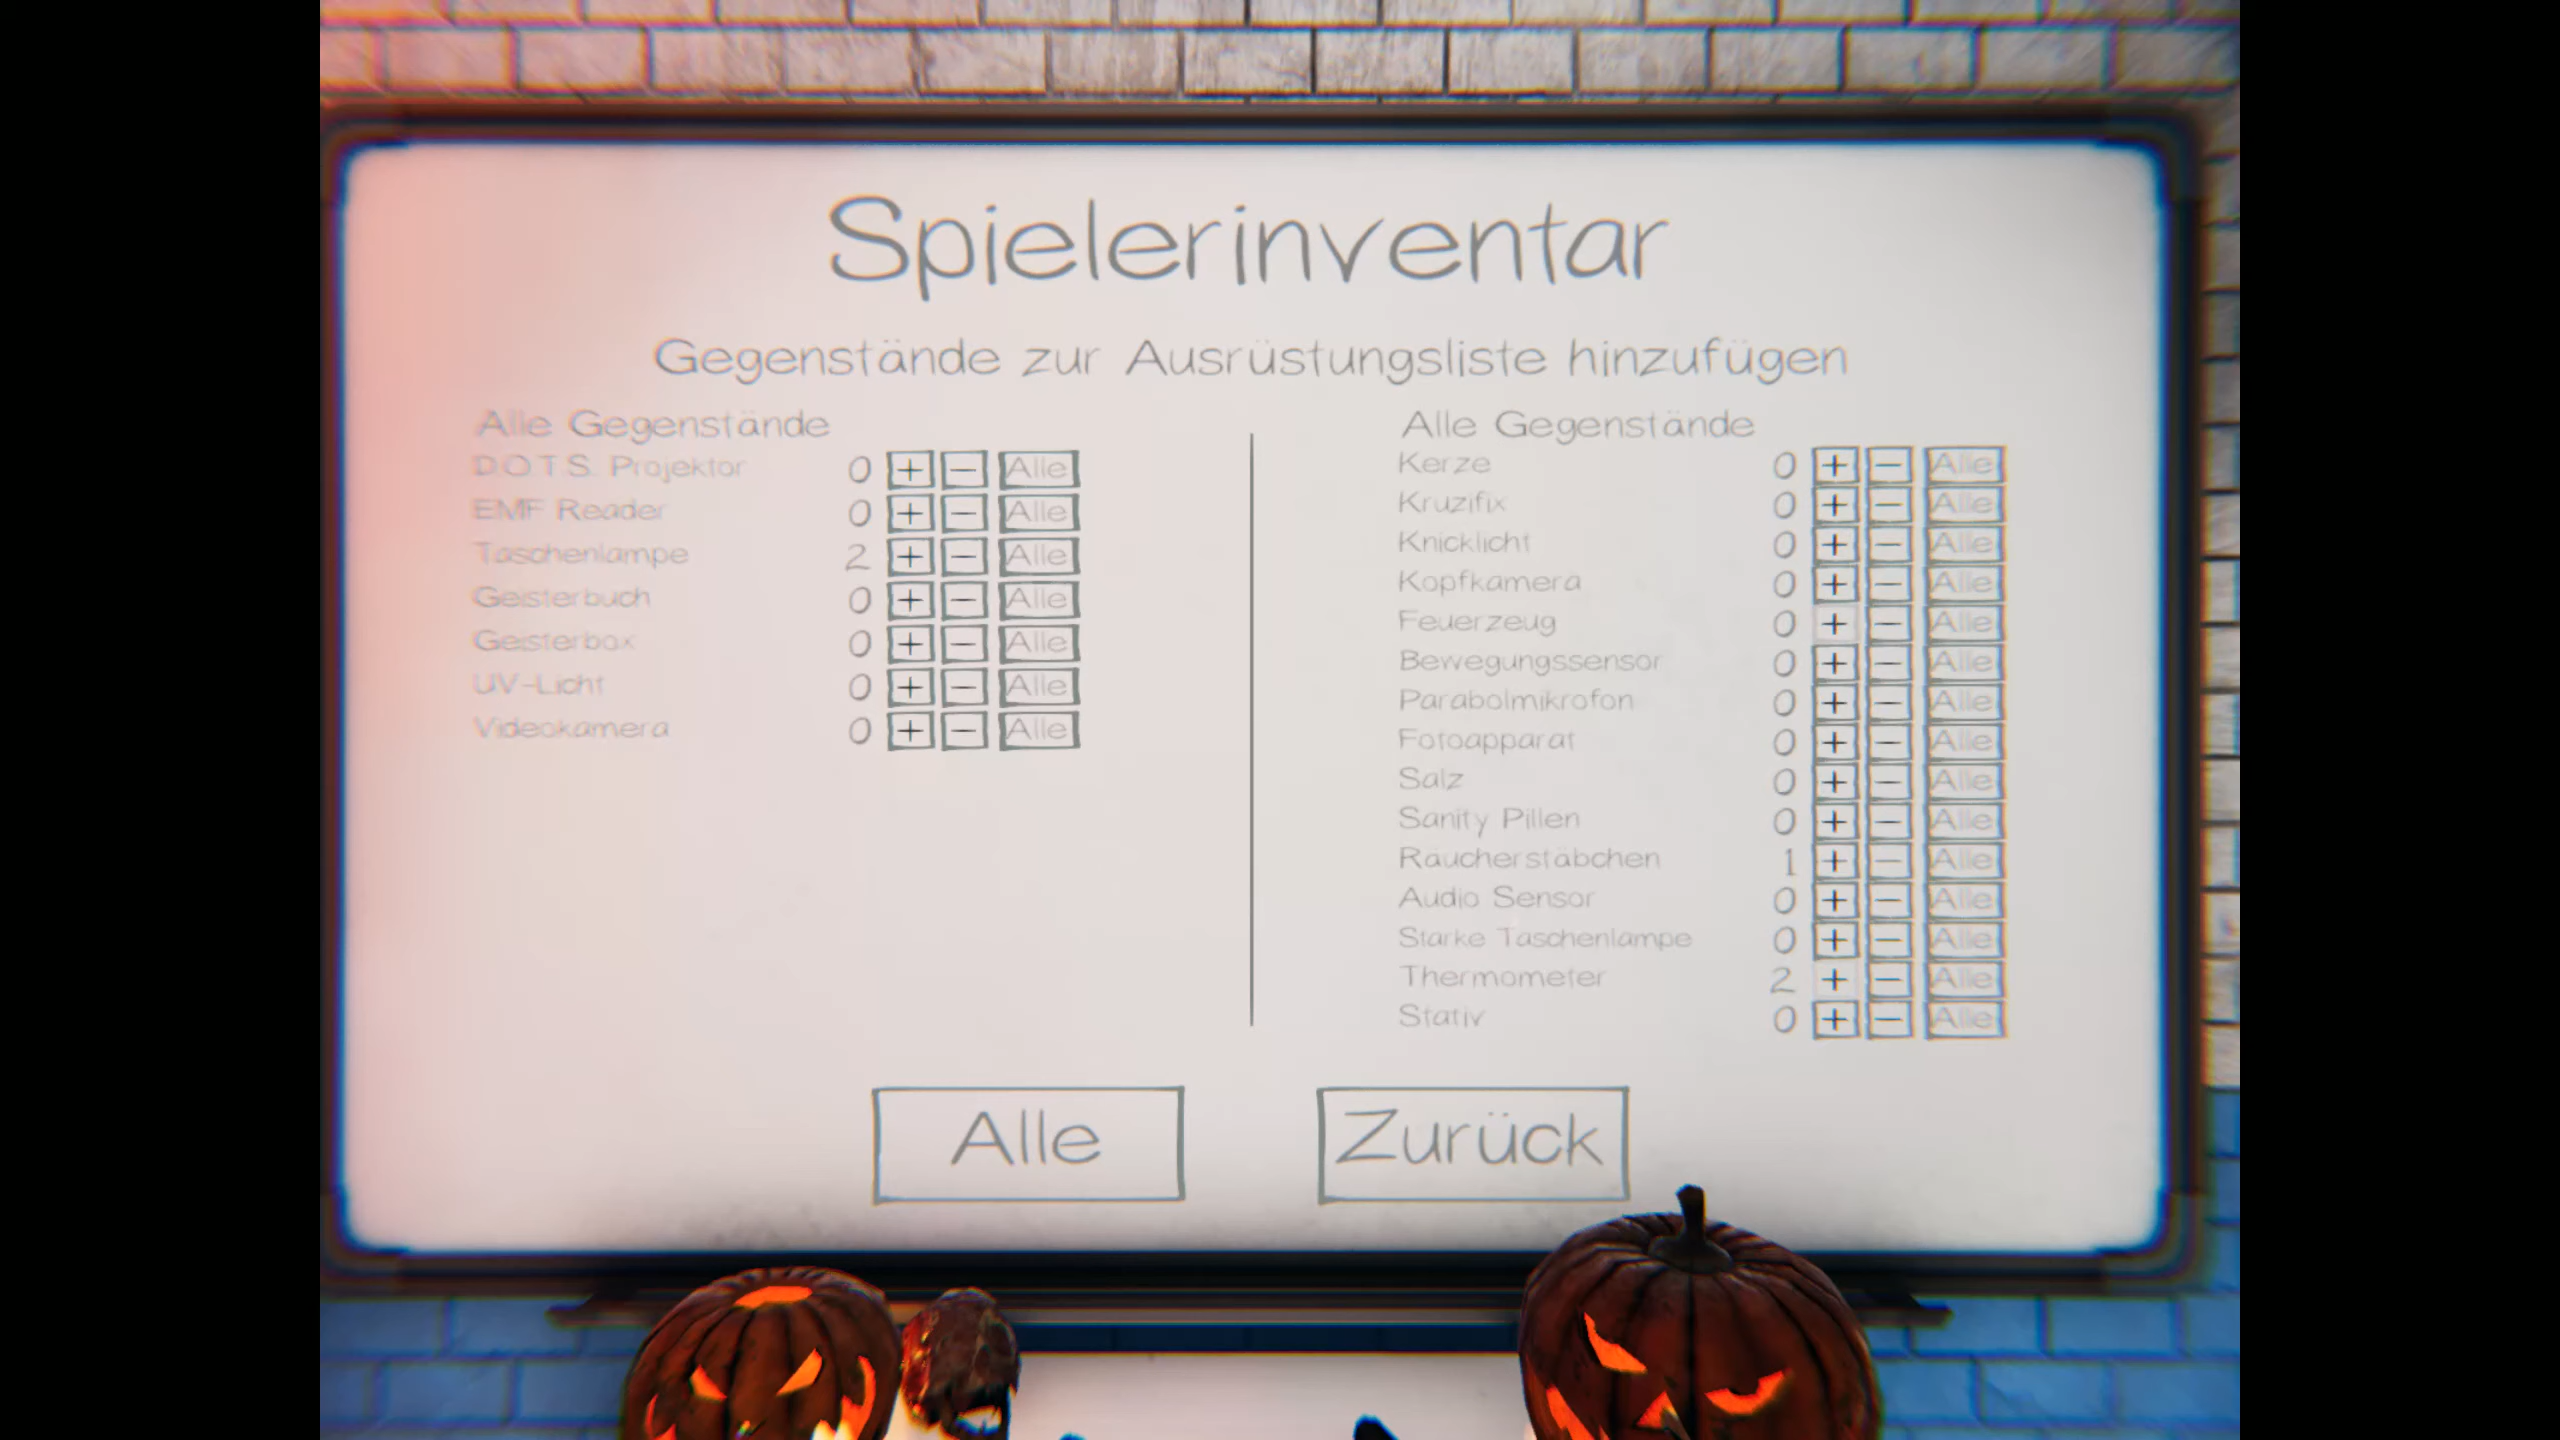 Spielerinventar
Gegenstände zur Ausrüstungsliste hinzufügen
Alle Gegenstände
D.O.T.S. Projektor 0 + - Alle
EMF Reader 0 + - Alle
Taschenlampe 2 + - Alle
Geisterbuch 0 + - Alle
Geisterbox 0 + - Alle
UV-Licht 0 + - Alle
Videokamera 0 + - Alle
Alle Gegenstände
Kerze 0 + - Alle
Kruzifix 0 + - Alle
Knicklicht 0 + - Alle
Kopfkamera 0 + - Alle
Feuerzeug 0 + - Alle
Bewegungssensor 0 + - Alle
Parabolmikrofon 0 + - Alle
Fotoapparat 0 + - Alle
Salz 0 + - Alle
Sanity Pillen 0 + - Alle
Räucherstäbchen 1 + - Alle
Audio Sensor 0 + - Alle
Starke Taschenlampe 0 + - Alle
Thermometer 2 + - Alle
Stativ 0 + - Alle
Alle Zurück